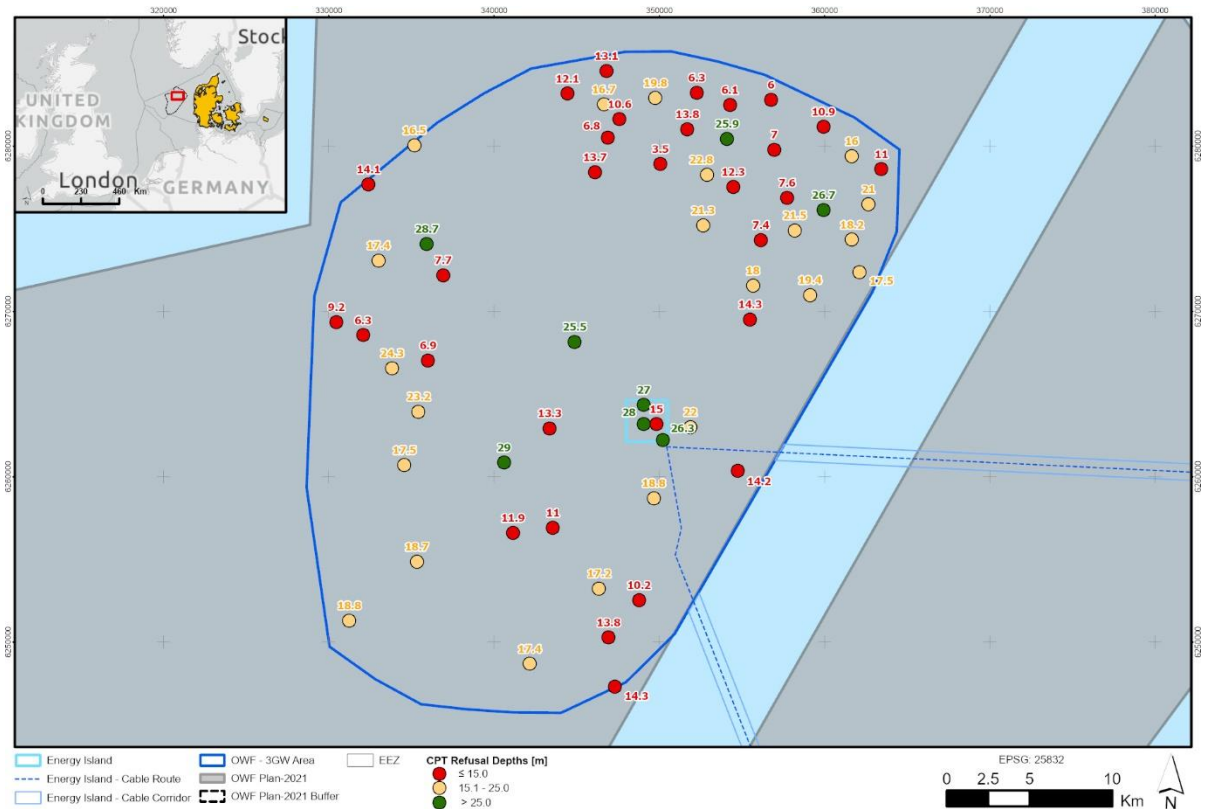 320000 330000 340000 350000 360000 370000 380000
Stock
UNITED
KINGDOM
London
GERMANY
0 230 460 Km
N
6280000 6280000
6270000 6270000
6260000 6260000
6250000 6250000
13.1
12.1 16.7 19.8 6.3 6.1 6
10.6 13.8 25.9 10.9
16.5 6.8 7 16
14.1 13.7 3.5 22.8 12.3 11
7.6 26.7 21
21.3 21.5 18.2
28.7 7.4
17.4 7.7 18 19.4 17.5
9.2 6.3 14.3
6.9 25.5
24.3
23.2 27
13.3 28 15 22
26.3
17.5 29
14.2
18.8
11.9 11
18.7
17.2 10.2
18.8
13.8
17.4
14.3
Energy Island
Energy Island - Cable Route
Energy Island - Cable Corridor
OWF - 3GW Area
OWF Plan-2021
OWF Plan-2021 Buffer
EEZ
CPT Refusal Depths [m]
≤ 15.0
15.1 - 25.0
> 25.0
EPSG: 25832
0 2.5 5 10
Km
N